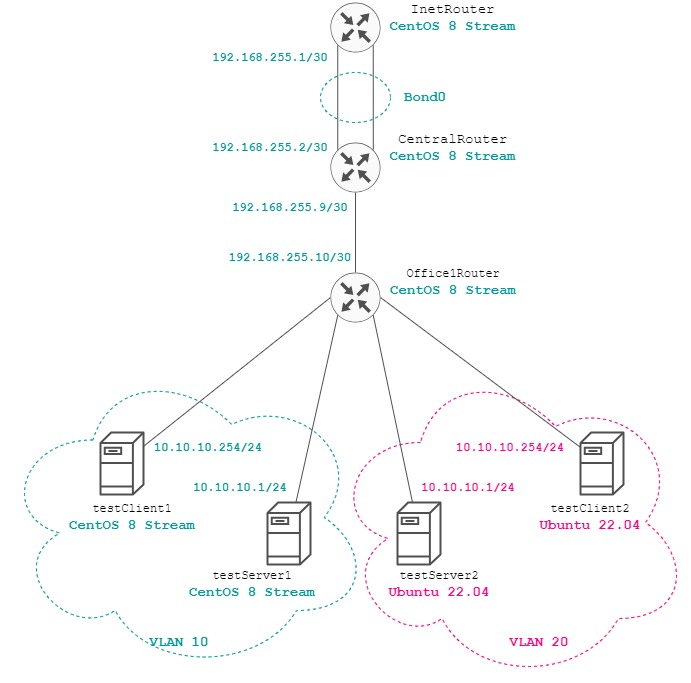 InetRouter
CentOS 8 Stream
192.168.255.1/30
Bond0
CentralRouter
192.168.255.2/30
CentOS 8 Stream
192.168.255.9/30
192.168.255.10/30
Office1Router
CentOS 8 Stream
10.10.10.254/24
10.10.10.254/24
10.10.10.1/24
10.10.10.1/24
testClient1
CentOS 8 Stream
testClient2
Ubuntu 22.04
testServer1
CentOS 8 Stream
testServer2
Ubuntu 22.04
VLAN 10
VLAN 20